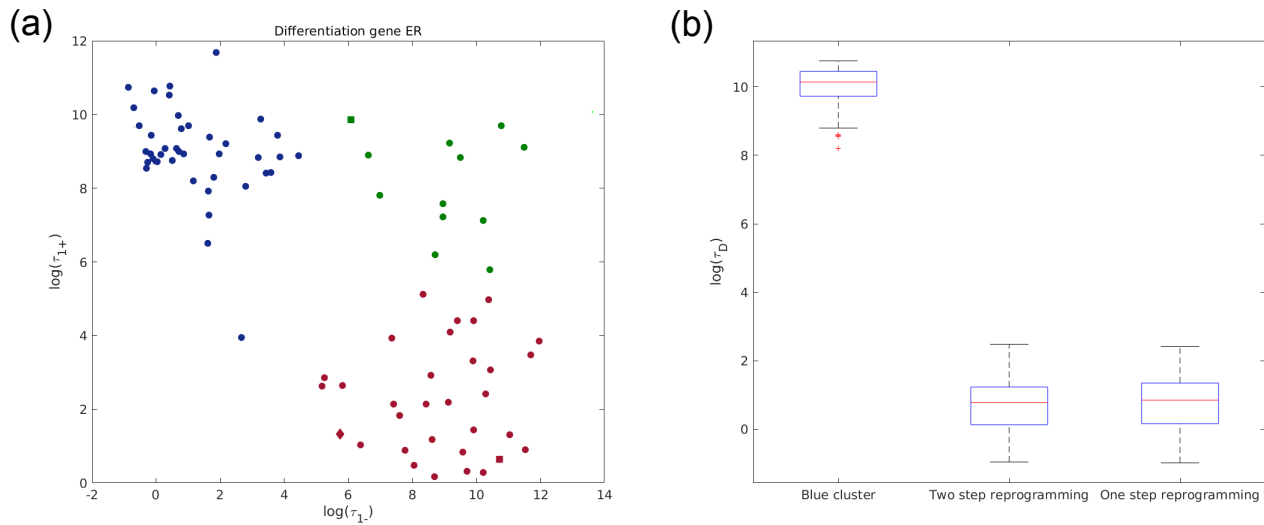 (a)
Differentiation gene ER
12
10
8
6
4
2
0
-2 0 2 4 6 8 10 12 14
log(τ1+)
log(τ1-)
(b)
10
8
6
4
2
0
log(τD)
Blue cluster Two step reprogramming One step reprogramming